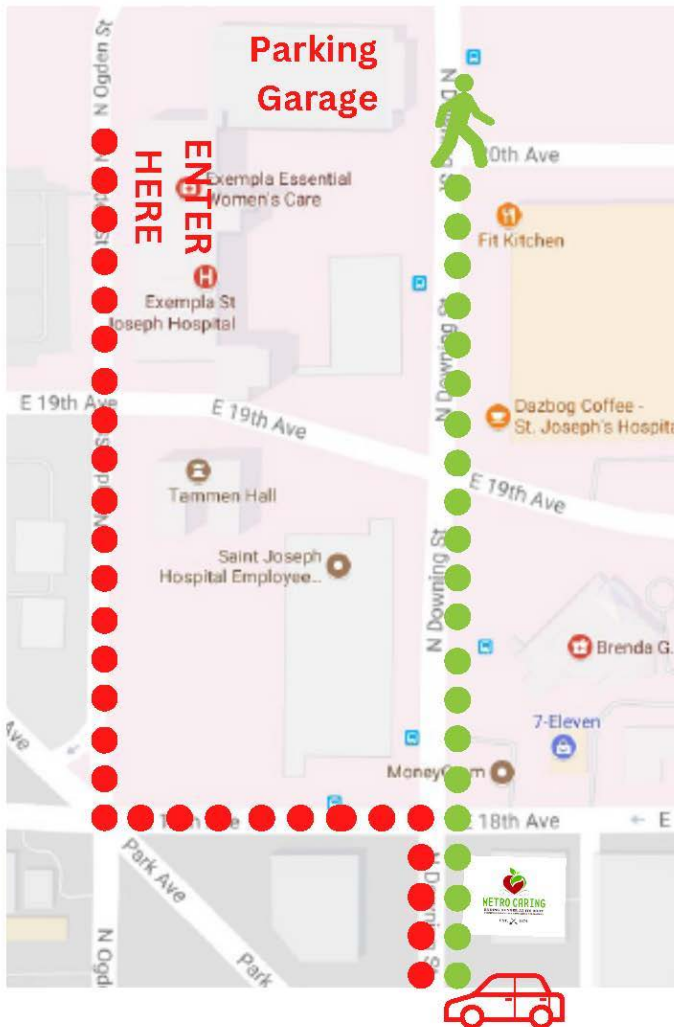 N Ogden St
Parking
Garage
ENTER
HERE
Exempla Essential
Women's Care
Fit Kitchen
Exempla St
Joseph Hospital
N Downing St
E 19th Ave
E 19th Ave
Dazbog Coffee -
St. Joseph's Hospita
E 19th Ave
Tammen Hall
Saint Joseph
Hospital Employee...
N Downing St
Brenda G.
7-Eleven
Ave
E 18th Ave
← E
Park Ave
METRO CARING
N Ogd
Park